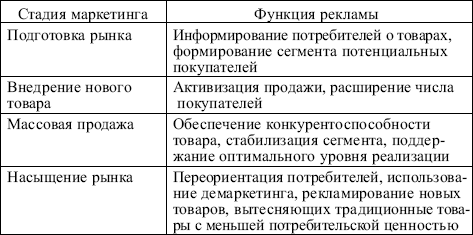 Стадия маркетинга
Функция рекламы
Подготовка рынка
Информирование потребителей о товарах,
формирование сегмента потенциальных
покупателей
Внедрение нового
товара
Активизация продажи, расширение числа
покупателей
Массовая продажа
Обеспечение конкурентоспособности
товара, стабилизация сегмента, поддер-
жание оптимального уровня реализации
Насыщение рынка
Переориентация потребителей, использова-
ние демаркетинга, рекламирование новых
товаров, вытесняющих традиционные това-
ры с меньшей потребительской ценностью